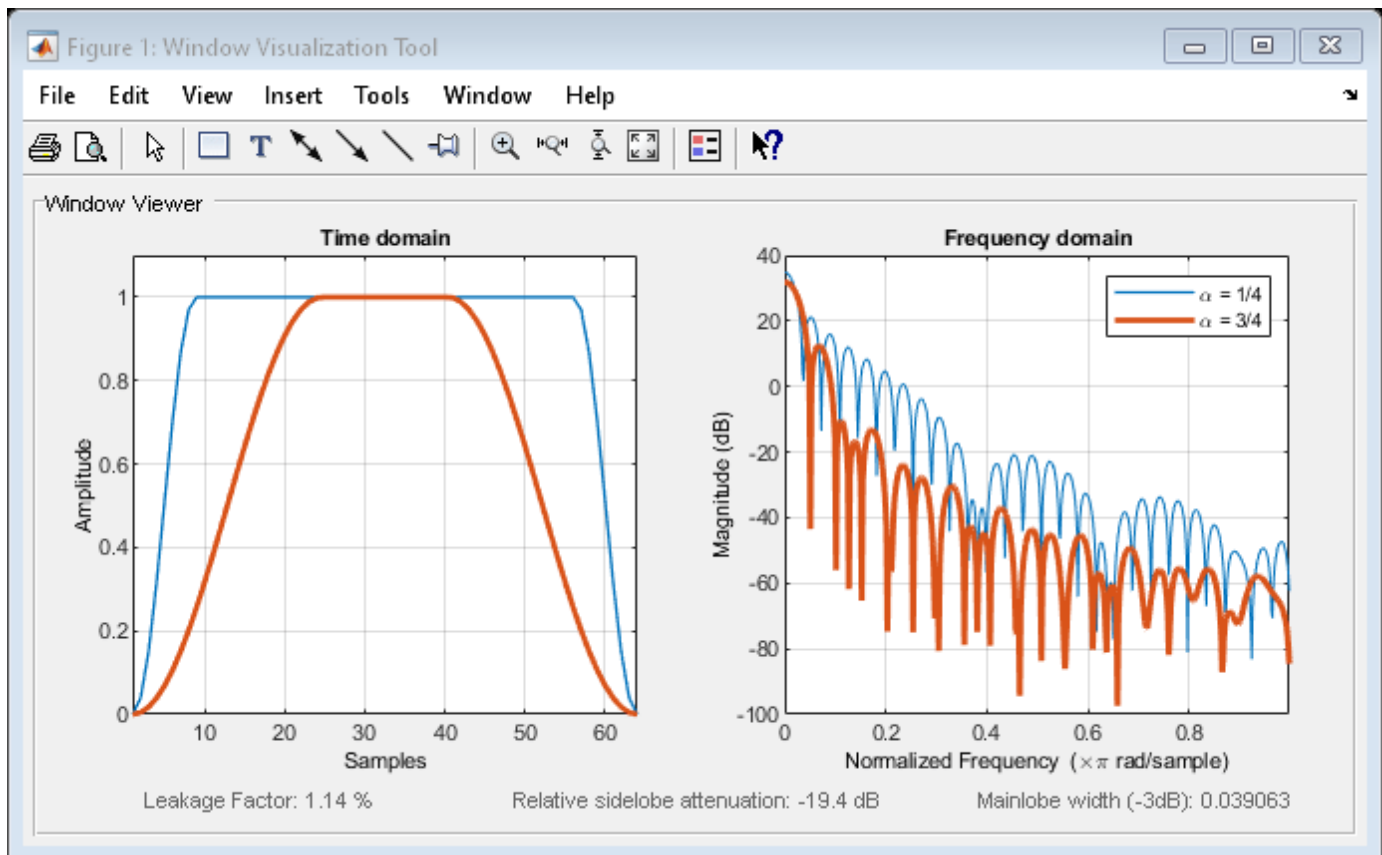 Figure 1: Window Visualization Tool
File Edit View Insert Tools Window Help
T
?
Window Viewer
Time domain
1
0.8
0.6
0.4
0.2
0
10 20 30 40 50 60
Amplitude
Samples
Frequency domain
40
20
0
-20
-40
-60
-80
-100
0 0.2 0.4 0.6 0.8
Magnitude (dB)
Normalized Frequency (×π rad/sample)
α = 1/4
α = 3/4
Leakage Factor: 1.14 % Relative sidelobe attenuation: -19.4 dB Mainlobe width (-3dB): 0.039063